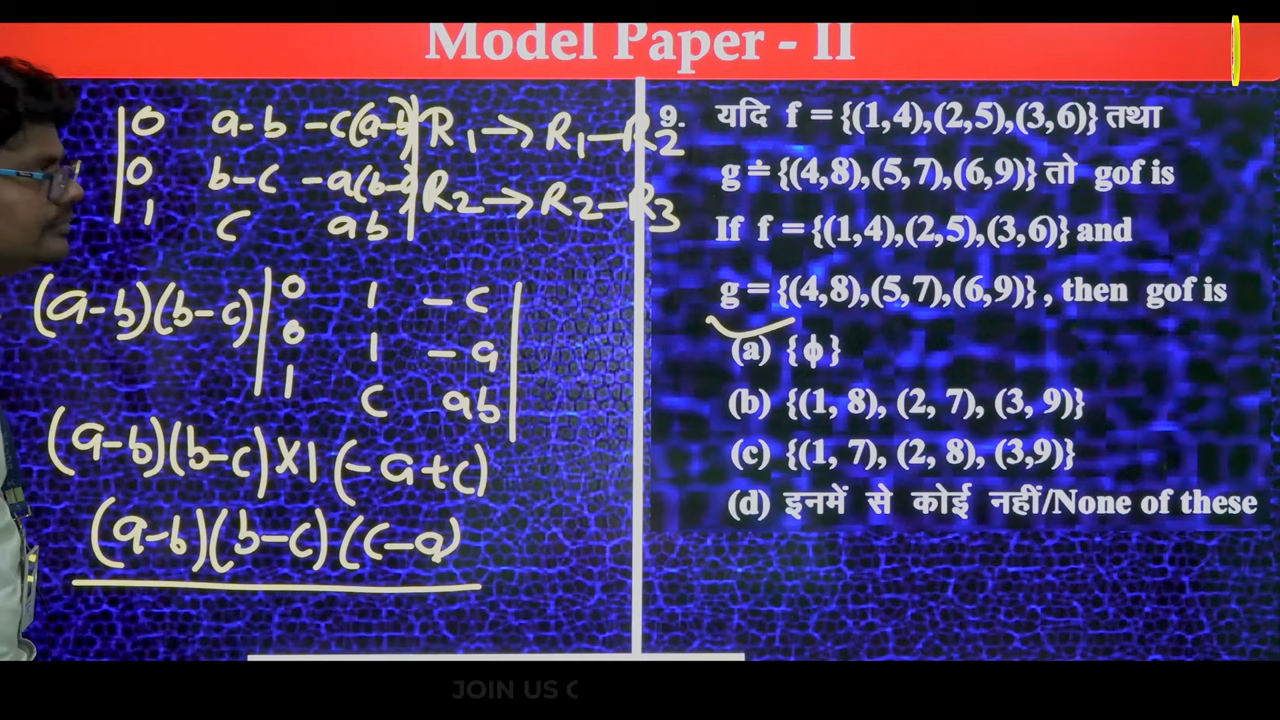 Model Paper - II
|0 a-b -c(a-b)| R1 → R1-R2
|0 b-c -a(b-c)| R2 → R2-R3
|1 c ab|
(a-b)(b-c) |0 1 -c|
|0 1 -a|
|1 c ab|
(a-b)(b-c)×1(-a+c)
(a-b)(b-c)(c-a)
9. यदि f = {(1,4),(2,5),(3,6)} तथा
g = {(4,8),(5,7),(6,9)} तो gof is
If f = {(1,4),(2,5),(3,6)} and
g = {(4,8),(5,7),(6,9)} , then gof is
(a) {ϕ}
(b) {(1, 8), (2, 7), (3, 9)}
(c) {(1, 7), (2, 8), (3,9)}
(d) इनमें से कोई नहीं/None of these
JOIN US